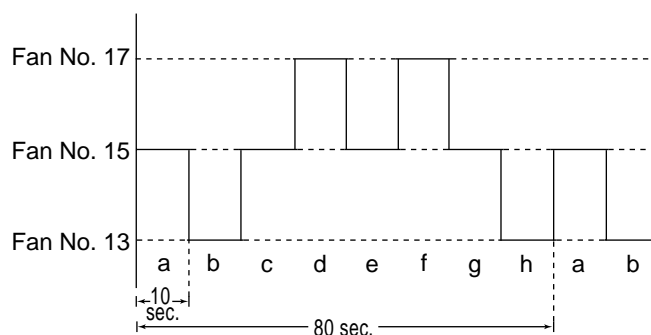 Fan No. 17
Fan No. 15
Fan No. 13
a b c d e f g h a b
10
sec.
80 sec.